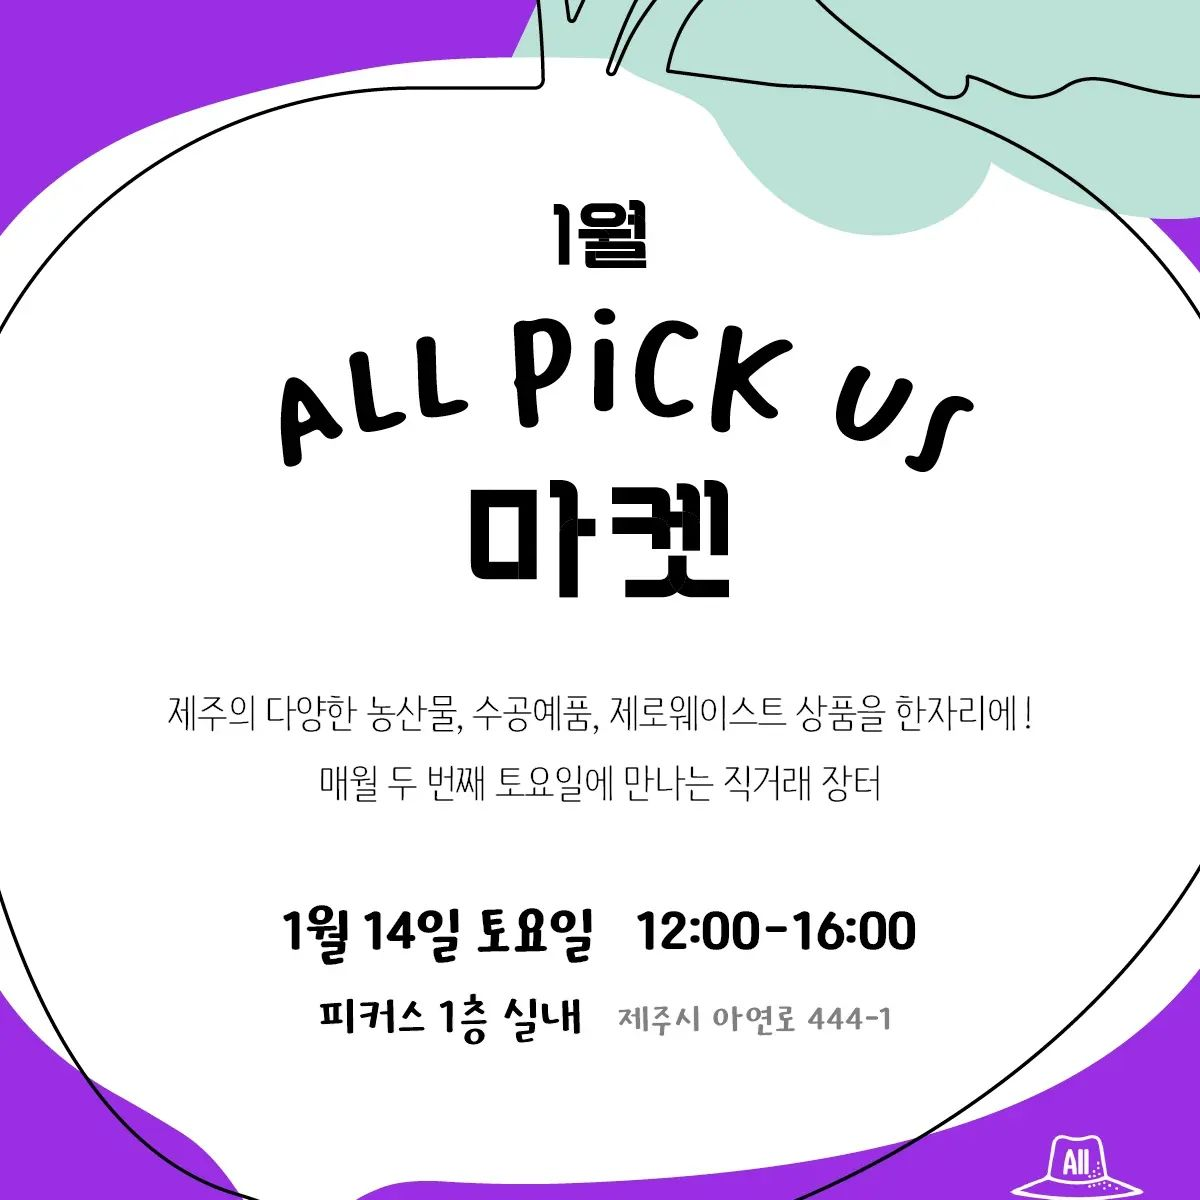 1월
ALL PiCK US
마켓
제주의 다양한 농산물, 수공예품, 제로웨이스트 상품을 한자리에!
매월 두 번째 토요일에 만나는 직거래 장터
1월 14일 토요일 12:00-16:00
피커스 1층 실내 제주시 아연로 444-1
All